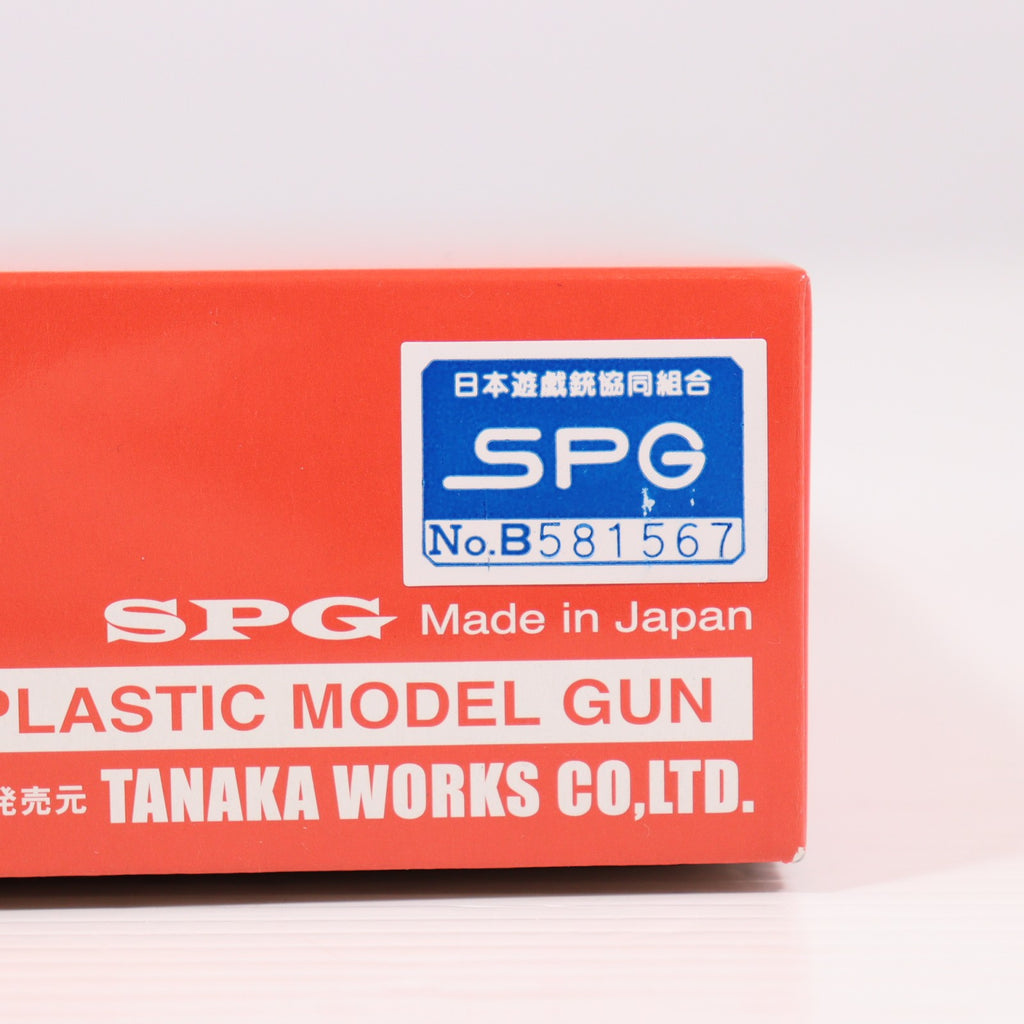 日本遊戯銃協同組合
SPG
No.B581567
SPG Made in Japan
PLASTIC MODEL GUN
発売元 TANAKA WORKS CO,LTD.